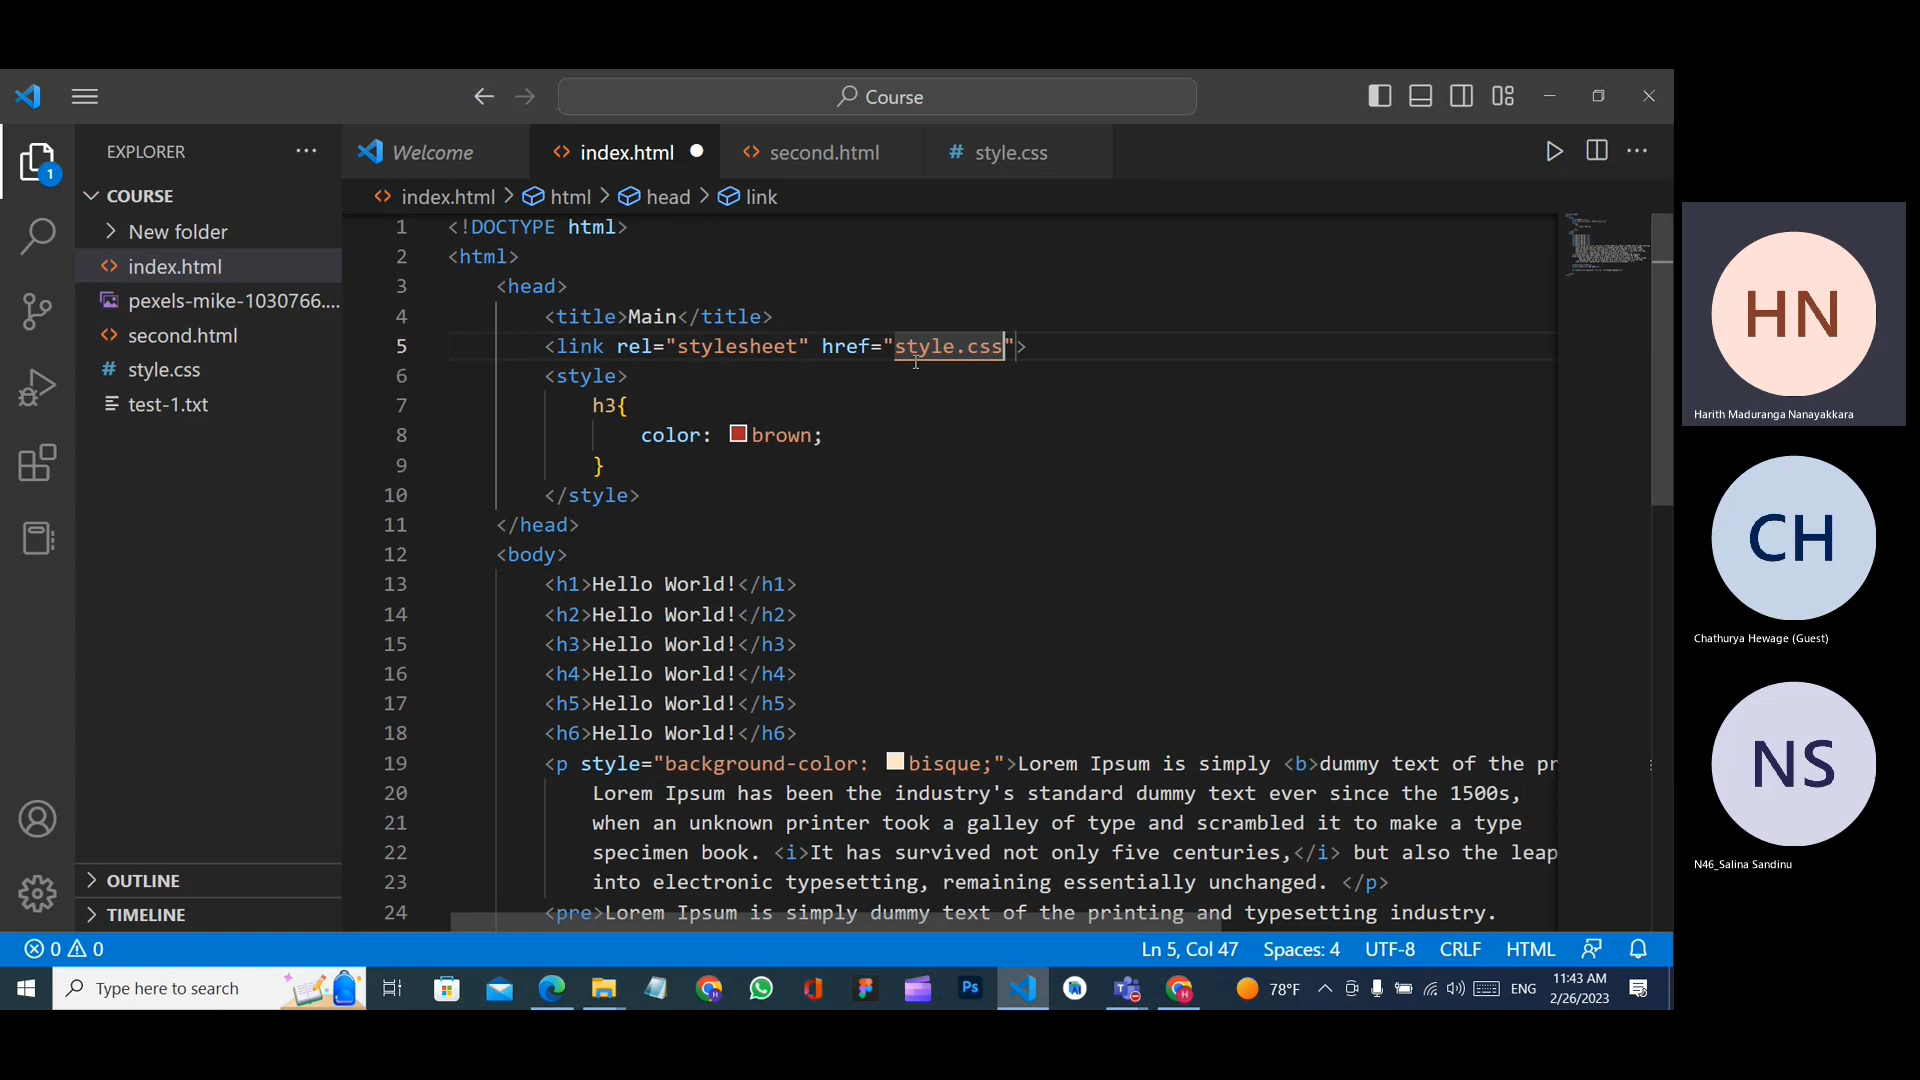 Course
EXPLORER
COURSE
New folder
index.html
pexels-mike-1030766....
second.html
style.css
test-1.txt
OUTLINE
TIMELINE
1
Welcome
index.html
second.html
# style.css
index.html > html > head > link
1 <!DOCTYPE html>
2 <html>
3 <head>
4 <title>Main</title>
5 <link rel="stylesheet" href="style.css">
6 <style>
7 h3{
8 color: brown;
9 }
10 </style>
11 </head>
12 <body>
13 <h1>Hello World!</h1>
14 <h2>Hello World!</h2>
15 <h3>Hello World!</h3>
16 <h4>Hello World!</h4>
17 <h5>Hello World!</h5>
18 <h6>Hello World!</h6>
19 <p style="background-color: bisque;">Lorem Ipsum is simply <b>dummy text of the pr
20 Lorem Ipsum has been the industry's standard dummy text ever since the 1500s,
21 when an unknown printer took a galley of type and scrambled it to make a type
22 specimen book. <i>It has survived not only five centuries,</i> but also the leap
23 into electronic typesetting, remaining essentially unchanged. </p>
24 <pre>Lorem Ipsum is simply dummy text of the printing and typesetting industry.
0 0
Ln 5, Col 47 Spaces: 4 UTF-8 CRLF HTML
Type here to search
Ps
78°F
ENG
11:43 AM
2/26/2023
HN
Harith Maduranga Nanayakkara
CH
Chathurya Hewage (Guest)
NS
N46_Salina Sandinu